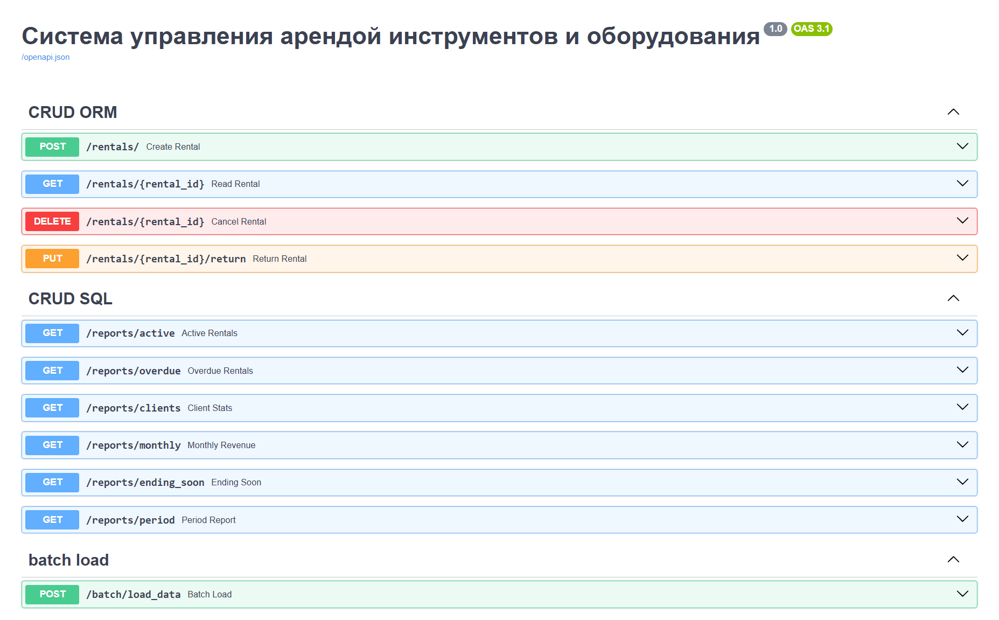 Система управления арендой инструментов и оборудования 1.0 OAS 3.1
/openapi.json
CRUD ORM
POST /rentals/ Create Rental
GET /rentals/{rental_id} Read Rental
DELETE /rentals/{rental_id} Cancel Rental
PUT /rentals/{rental_id}/return Return Rental
CRUD SQL
GET /reports/active Active Rentals
GET /reports/overdue Overdue Rentals
GET /reports/clients Client Stats
GET /reports/monthly Monthly Revenue
GET /reports/ending_soon Ending Soon
GET /reports/period Period Report
batch load
POST /batch/load_data Batch Load